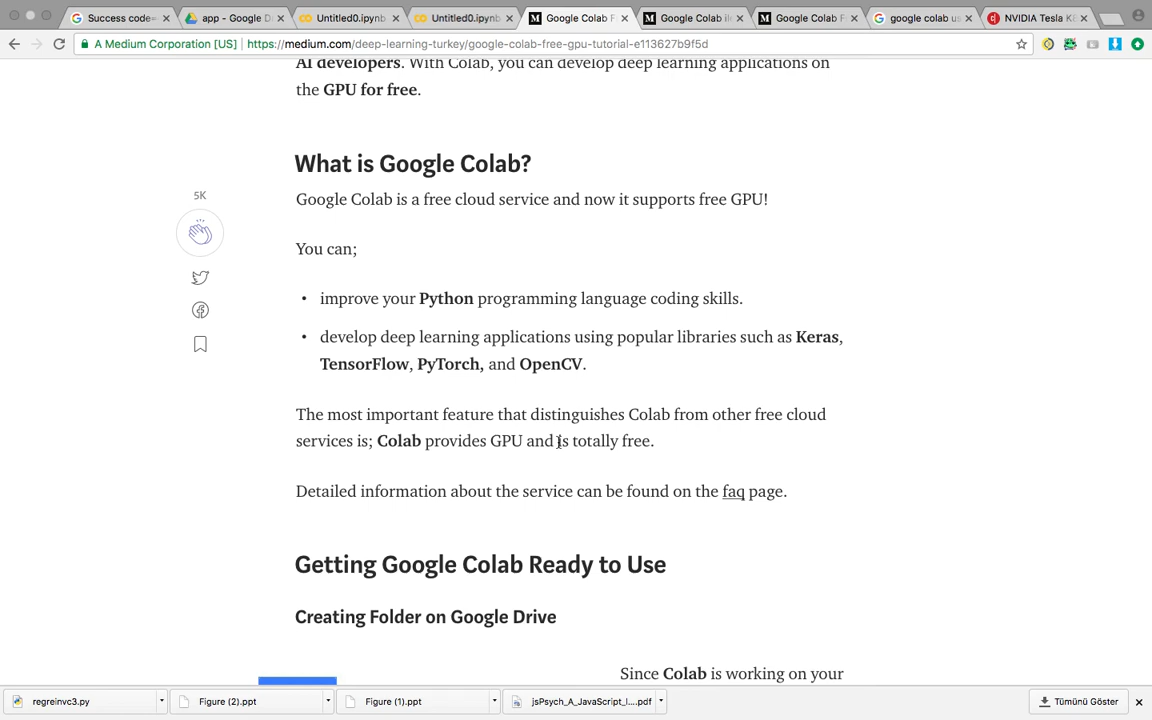 Success code=
app - Google D
Untitled0.ipynb
Untitled0.ipynb
Google Colab F
Google Colab il
Google Colab F
google colab us
NVIDIA Tesla K
A Medium Corporation [US] | https://medium.com/deep-learning-turkey/google-colab-free-gpu-tutorial-e113627b9f5d
AI developers. With Colab, you can develop deep learning applications on
the GPU for free.
What is Google Colab?
5K
Google Colab is a free cloud service and now it supports free GPU!
You can;
• improve your Python programming language coding skills.
• develop deep learning applications using popular libraries such as Keras,
TensorFlow, PyTorch, and OpenCV.
The most important feature that distinguishes Colab from other free cloud
services is; Colab provides GPU and is totally free.
Detailed information about the service can be found on the faq page.
Getting Google Colab Ready to Use
Creating Folder on Google Drive
Since Colab is working on your
regreinvc3.py
Figure (2).ppt
Figure (1).ppt
jsPsych_A_JavaScript_l....pdf
Tümünü Göster